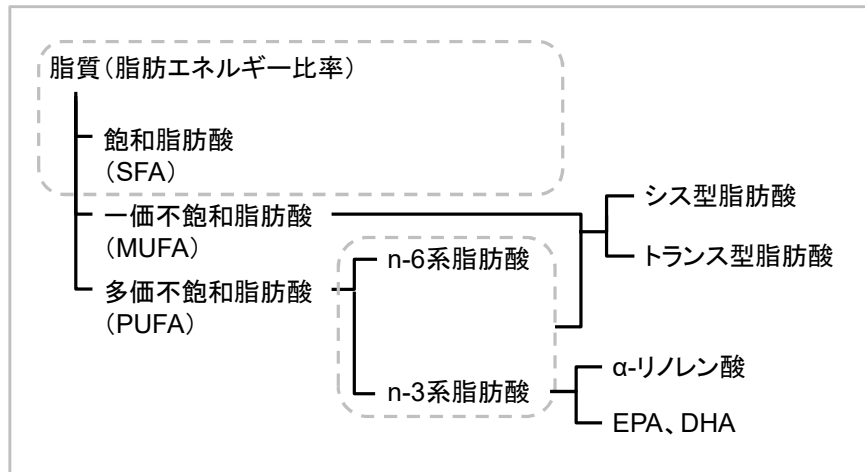 脂質(脂肪エネルギー比率)
飽和脂肪酸
(SFA)
一価不飽和脂肪酸
(MUFA)
多価不飽和脂肪酸
(PUFA)
n-6系脂肪酸
n-3系脂肪酸
シス型脂肪酸
トランス型脂肪酸
α-リノレン酸
EPA、DHA